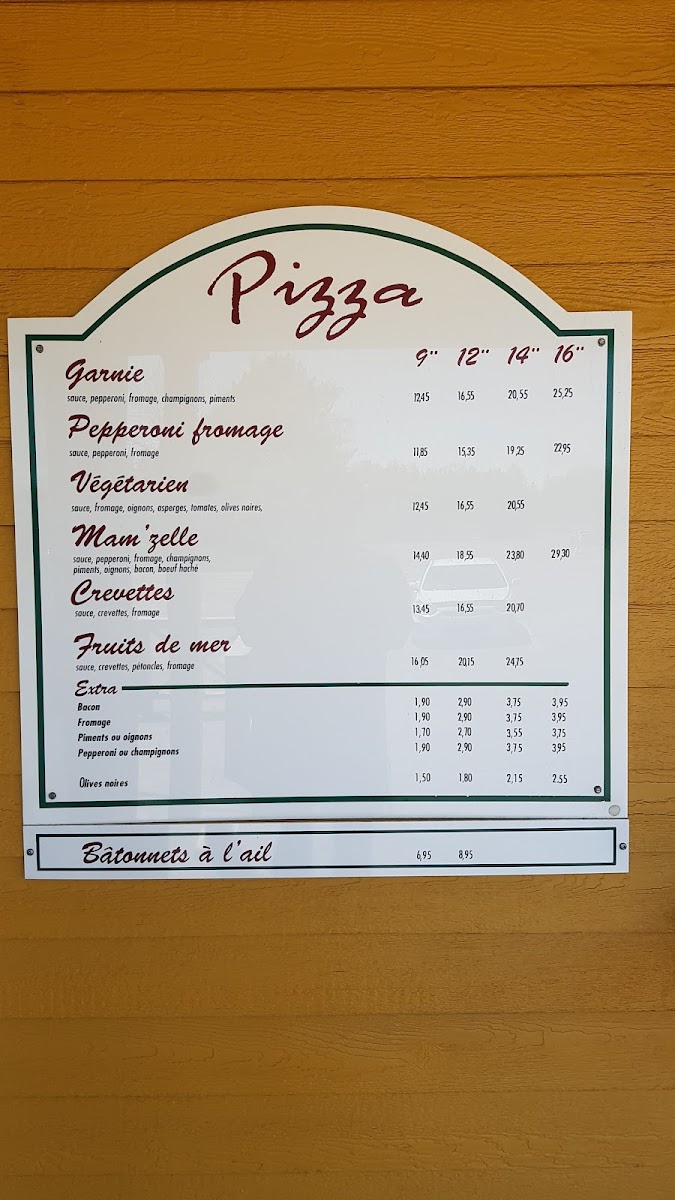 Pizza
9" 12" 14" 16"
Garnie
sauce, pepperoni, fromage, champignons, piments 12,45 16,55 20,55 25,25
Pepperoni fromage
sauce, pepperoni, fromage 11,85 15,35 19,25 22,95
Végétarien
sauce, fromage, oignons, asperges, tomates, olives noires, 12,45 16,55 20,55
Mam'zelle
sauce, pepperoni, fromage, champignons, 14,40 18,55 23,80 29,30
piments, oignons, bacon, boeuf haché
Crevettes
sauce, crevettes, fromage 13,45 16,55 20,70
Fruits de mer
sauce, crevettes, pétoncles, fromage 16,05 20,15 24,75
Extra
Bacon 1,90 2,90 3,75 3,95
Fromage 1,90 2,90 3,75 3,95
Piments ou oignons 1,70 2,70 3,55 3,75
Pepperoni ou champignons 1,90 2,90 3,75 3,95
Olives noires 1,50 1,80 2,15 2.55
Bâtonnets à l'ail 6,95 8,95